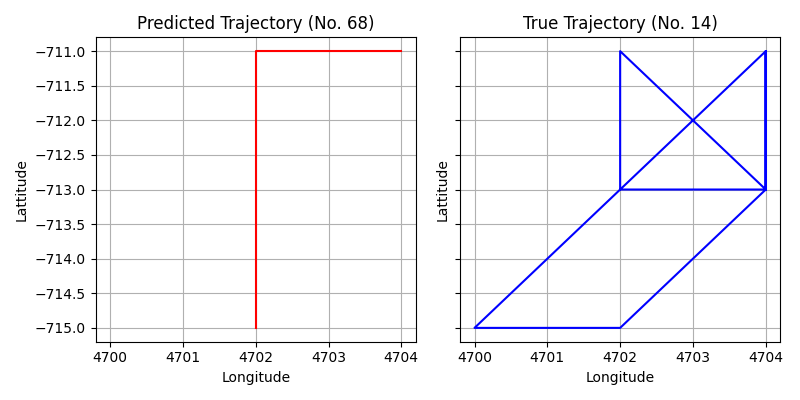 Predicted Trajectory (No. 68)
True Trajectory (No. 14)
−711.0
−711.5
−712.0
−712.5
−713.0
−713.5
−714.0
−714.5
−715.0
Lattitude
Lattitude
4700 4701 4702 4703 4704
4700 4701 4702 4703 4704
Longitude
Longitude